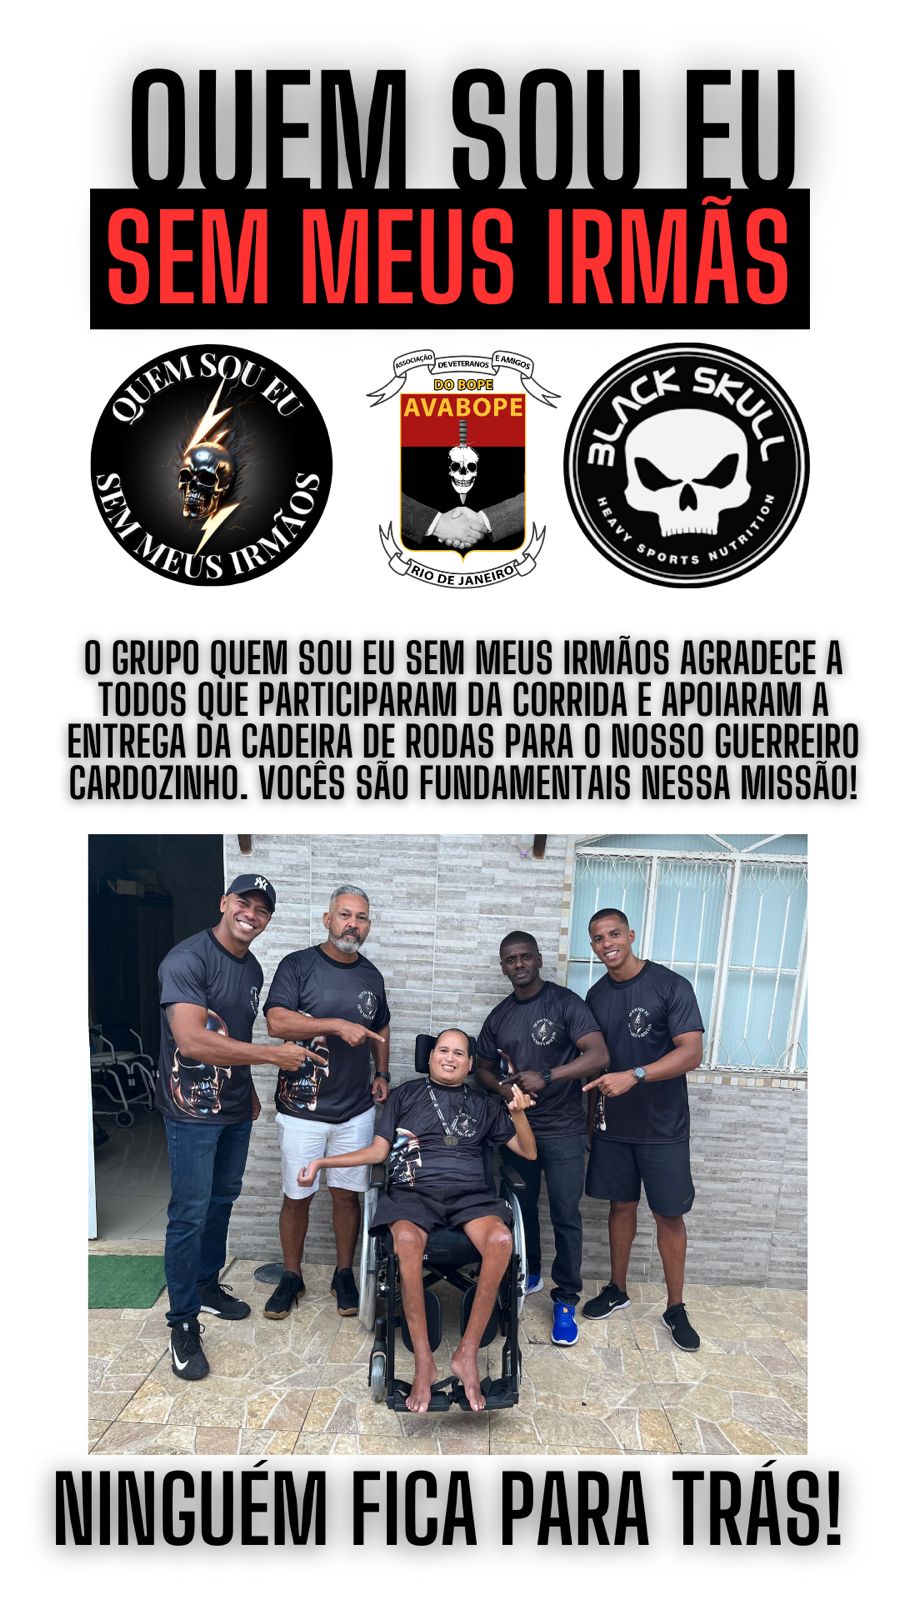 QUEM SOU EU
SEM MEUS IRMÃS
QUEM SOU EU
SEM MEUS IRMÃOS
ASSOCIAÇÃO DE VETERANOS E AMIGOS
DO BOPE
AVABOPE
RIO DE JANEIRO
BLACK SKULL
HEAVY SPORTS NUTRITION
O GRUPO QUEM SOU EU SEM MEUS IRMÃOS AGRADECE A
TODOS QUE PARTICIPARAM DA CORRIDA E APOIARAM A
ENTREGA DA CADEIRA DE RODAS PARA O NOSSO GUERREIRO
CARDOZINHO. VOCÊS SÃO FUNDAMENTAIS NESSA MISSÃO!
NY
NINGUÉM FICA PARA TRÁS!